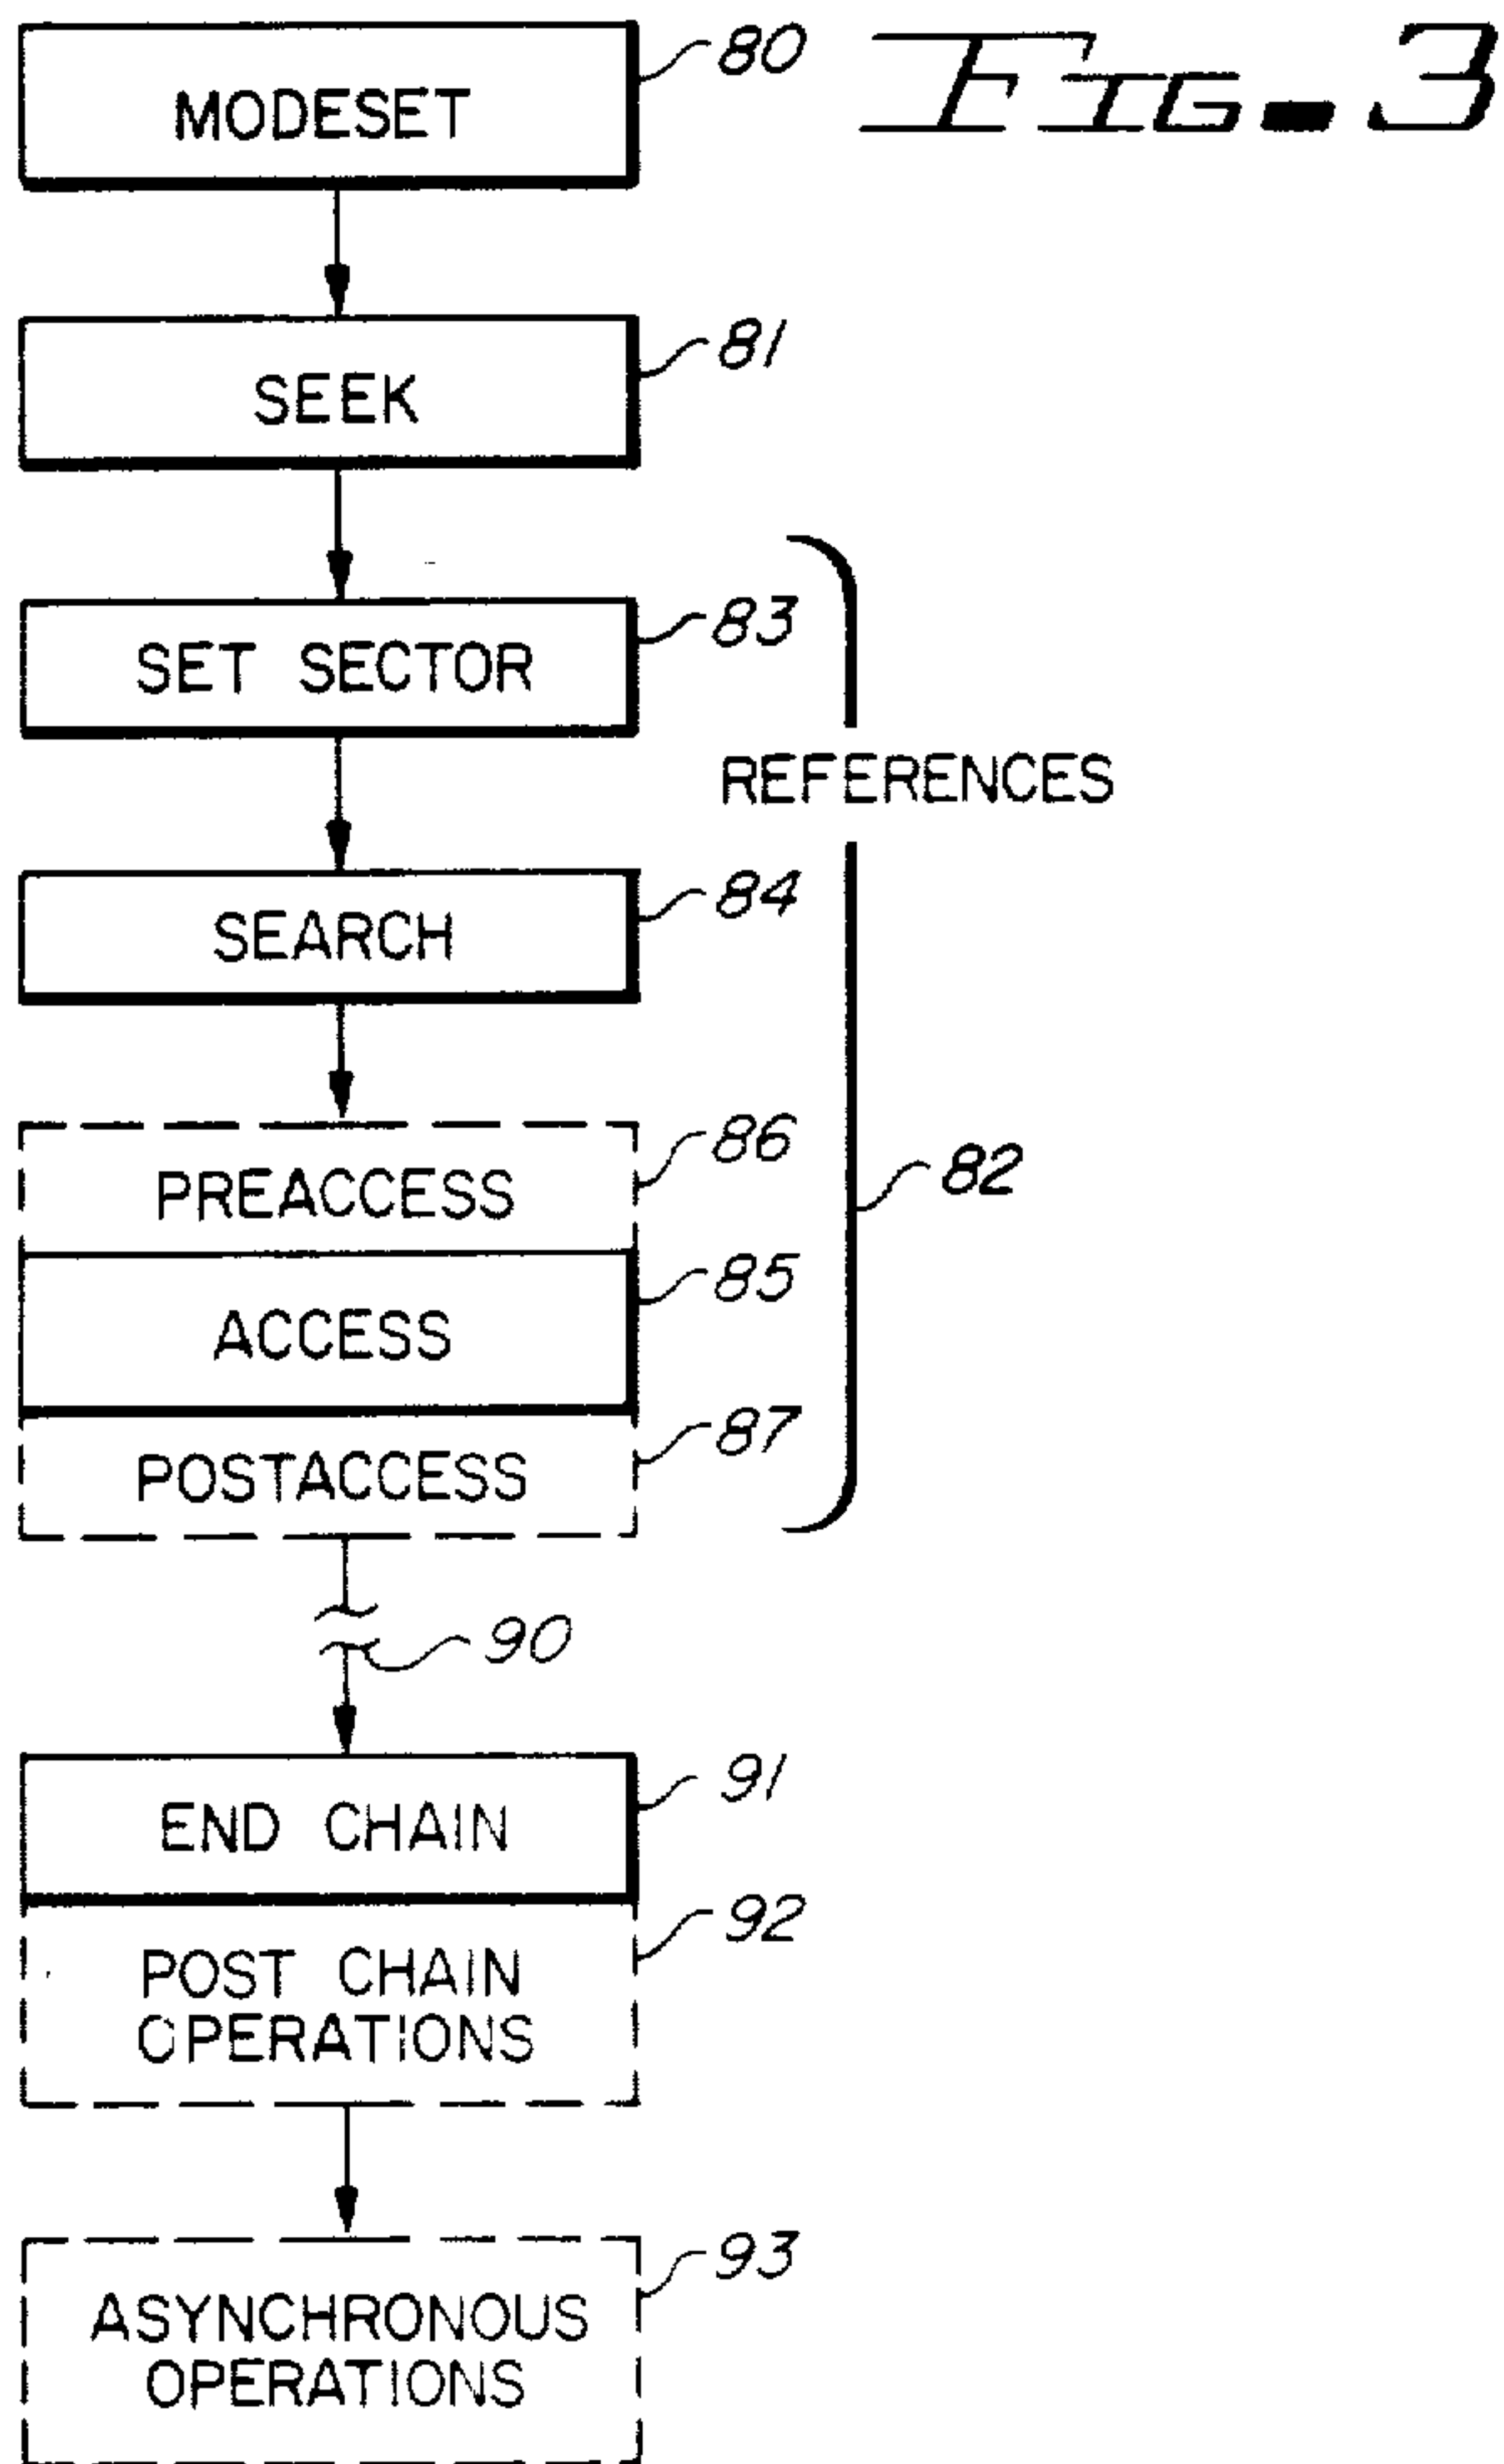 80
FIG. 3
MODESET
81
SEEK
83
SET SECTOR
REFERENCES
84
SEARCH
86
PREACCESS
82
85
ACCESS
87
POSTACCESS
90
91
END CHAIN
92
POST CHAIN
OPERATIONS
93
ASYNCHRONOUS
OPERATIONS